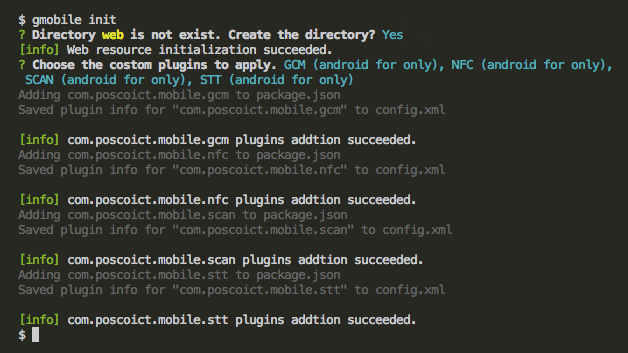 $ gmobile init
? Directory web is not exist. Create the directory? Yes
[info] Web resource initialization succeeded.
? Choose the costom plugins to apply. GCM (android for only), NFC (android for only),
SCAN (android for only), STT (android for only)
Adding com.poscoict.mobile.gcm to package.json
Saved plugin info for "com.poscoict.mobile.gcm" to config.xml
[info] com.poscoict.mobile.gcm plugins addtion succeeded.
Adding com.poscoict.mobile.nfc to package.json
Saved plugin info for "com.poscoict.mobile.nfc" to config.xml
[info] com.poscoict.mobile.nfc plugins addtion succeeded.
Adding com.poscoict.mobile.scan to package.json
Saved plugin info for "com.poscoict.mobile.scan" to config.xml
[info] com.poscoict.mobile.scan plugins addtion succeeded.
Adding com.poscoict.mobile.stt to package.json
Saved plugin info for "com.poscoict.mobile.stt" to config.xml
[info] com.poscoict.mobile.stt plugins addtion succeeded.
$